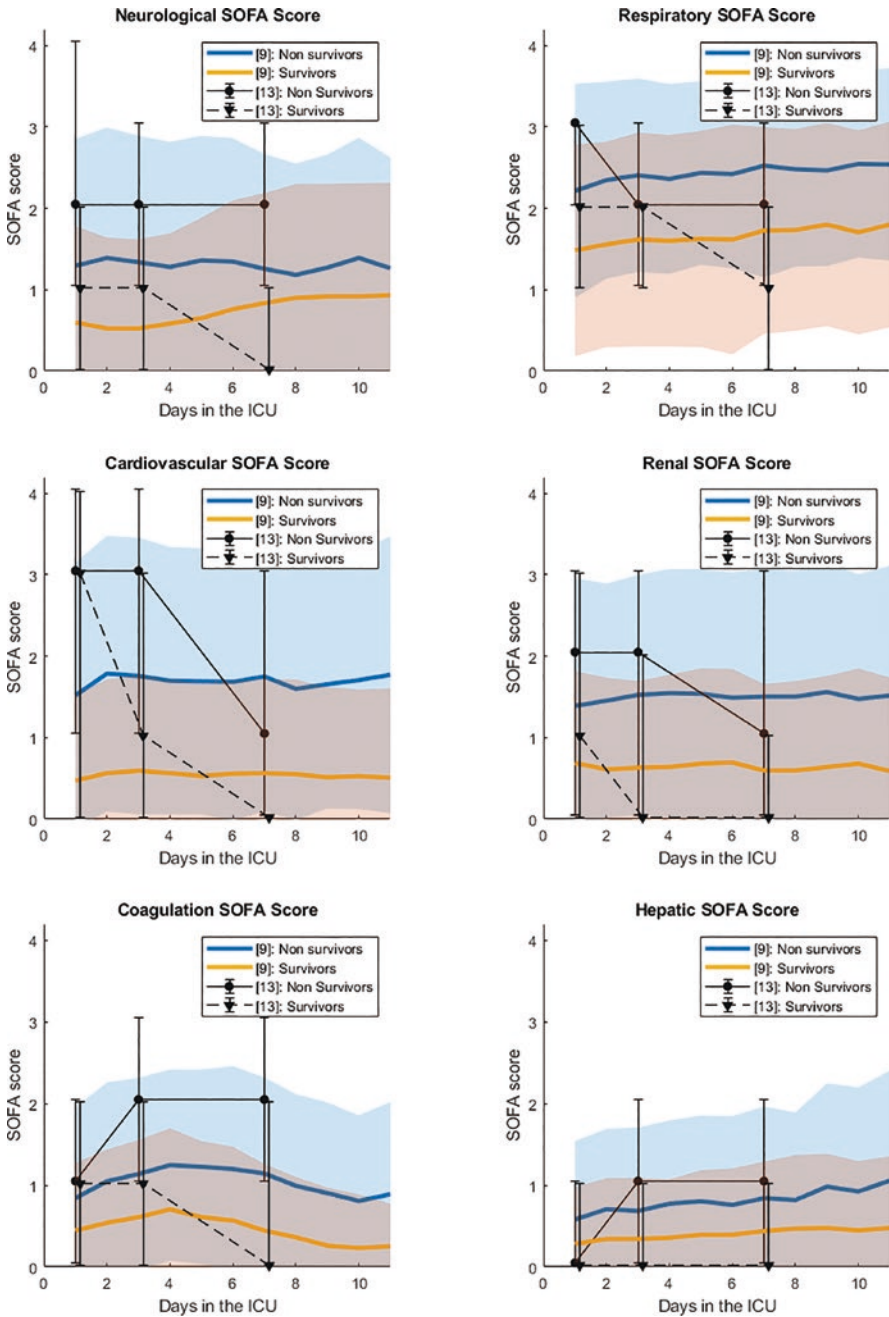 Neurological SOFA Score
SOFA score
4
3
2
1
0
[9]: Non survivors
[9]: Survivors
[13]: Non Survivors
[13]: Survivors
0 2 4 6 8 10
Days in the ICU
Respiratory SOFA Score
SOFA score
4
3
2
1
0
[9]: Non survivors
[9]: Survivors
[13]: Non Survivors
[13]: Survivors
0 2 4 6 8 10
Days in the ICU
Cardiovascular SOFA Score
SOFA score
4
3
2
1
0
[9]: Non survivors
[9]: Survivors
[13]: Non Survivors
[13]: Survivors
0 2 4 6 8 10
Days in the ICU
Renal SOFA Score
SOFA score
4
3
2
1
0
[9]: Non survivors
[9]: Survivors
[13]: Non Survivors
[13]: Survivors
0 2 4 6 8 10
Days in the ICU
Coagulation SOFA Score
SOFA score
4
3
2
1
0
[9]: Non survivors
[9]: Survivors
[13]: Non Survivors
[13]: Survivors
0 2 4 6 8 10
Days in the ICU
Hepatic SOFA Score
SOFA score
4
3
2
1
0
[9]: Non survivors
[9]: Survivors
[13]: Non Survivors
[13]: Survivors
0 2 4 6 8 10
Days in the ICU